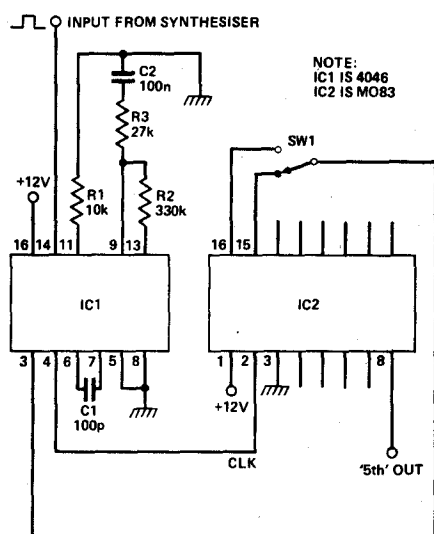 INPUT FROM SYNTHESISER
C2
100n
NOTE:
IC1 IS 4046
IC2 IS MO83
R3
27k
SW1
+12V
R1
10k
R2
330k
16 14 11 9 13
16 15
IC1
IC2
3 4 6 7 5 8
1 2 3 8
C1
100p
+12V
CLK
'5th' OUT